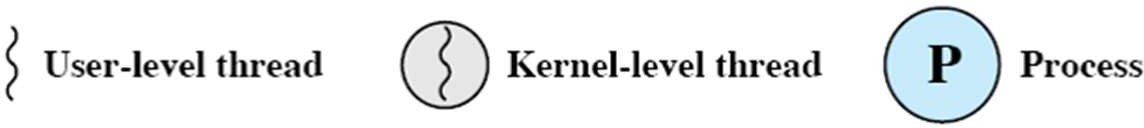 User-level thread Kernel-level thread P Process